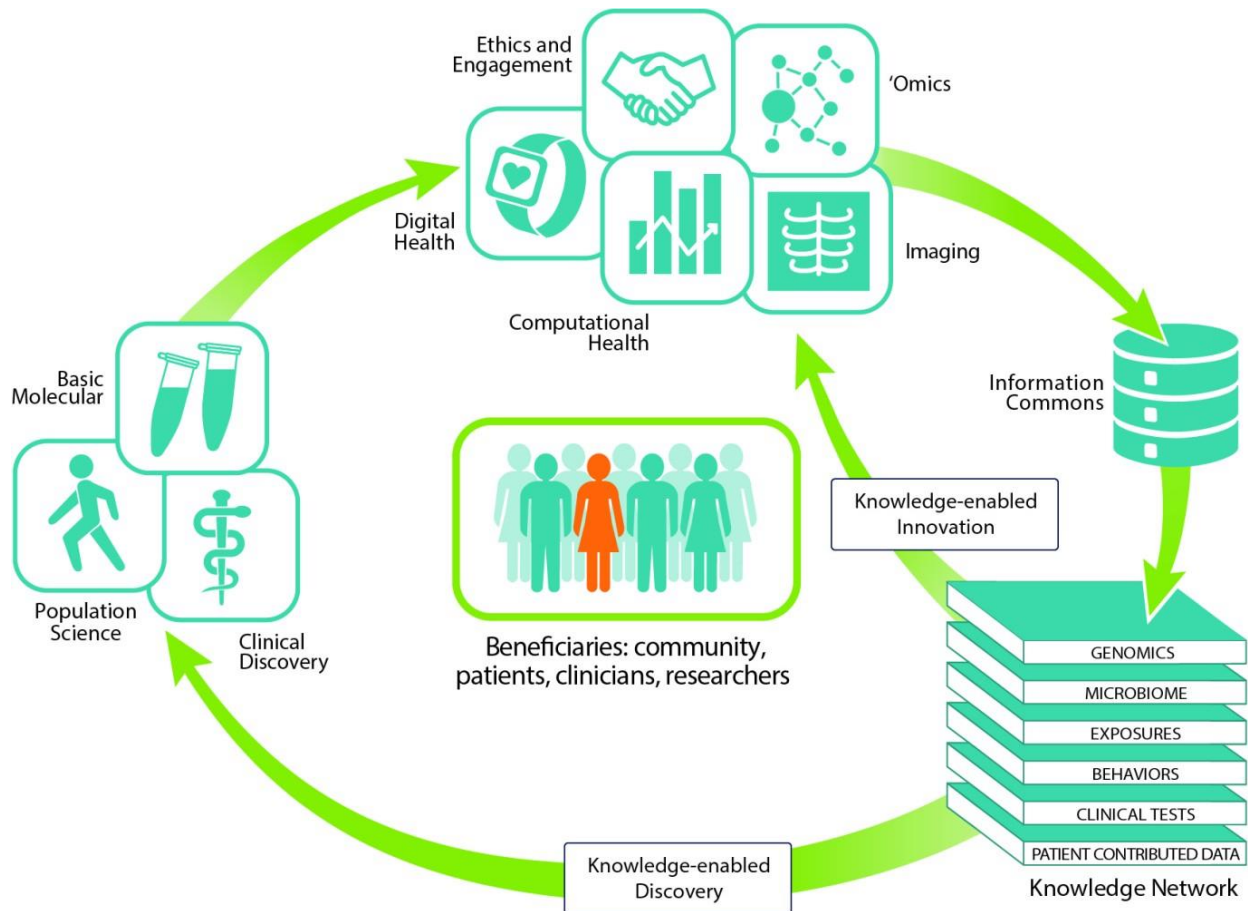 Ethics and
Engagement
‘Omics
Digital
Health
Imaging
Computational
Health
Basic
Molecular
Information
Commons
Population
Science
Clinical
Discovery
Knowledge-enabled
Innovation
Beneficiaries: community,
patients, clinicians, researchers
GENOMICS
MICROBIOME
EXPOSURES
BEHAVIORS
CLINICAL TESTS
PATIENT CONTRIBUTED DATA
Knowledge Network
Knowledge-enabled
Discovery